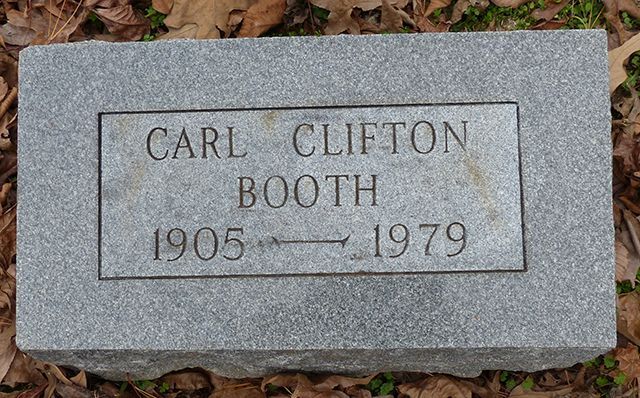 CARL CLIFTON
BOOTH
1905 — 1979